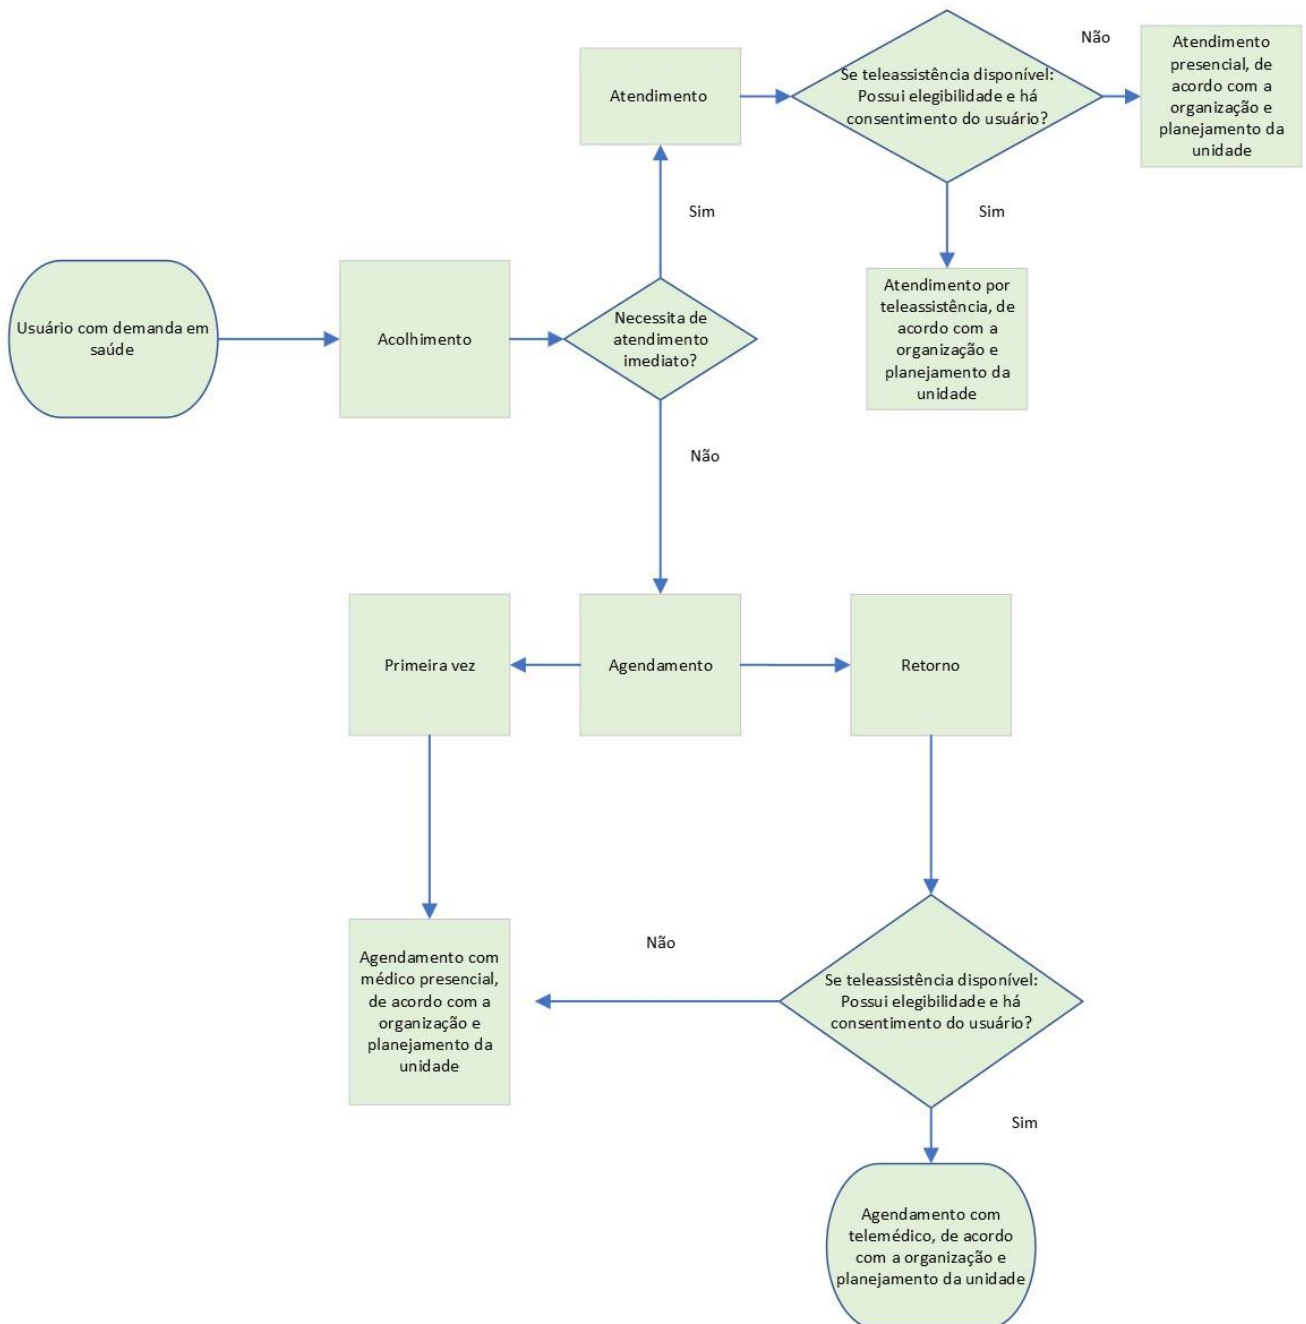 Não
Atendimento
presencial, de
acordo com a
organização e
planejamento da
unidade
Se teleassistência disponível:
Possui elegibilidade e há
consentimento do usuário?
Atendimento
Sim
Sim
Atendimento por
teleassistência, de
acordo com a
organização e
planejamento da
unidade
Usuário com demanda em
saúde
Acolhimento
Necessita de
atendimento
imediato?
Não
Primeira vez
Agendamento
Retorno
Não
Agendamento com
médico presencial,
de acordo com a
organização e
planejamento da
unidade
Se teleassistência disponível:
Possui elegibilidade e há
consentimento do usuário?
Sim
Agendamento com
telemédico, de acordo
com a organização e
planejamento da unidade